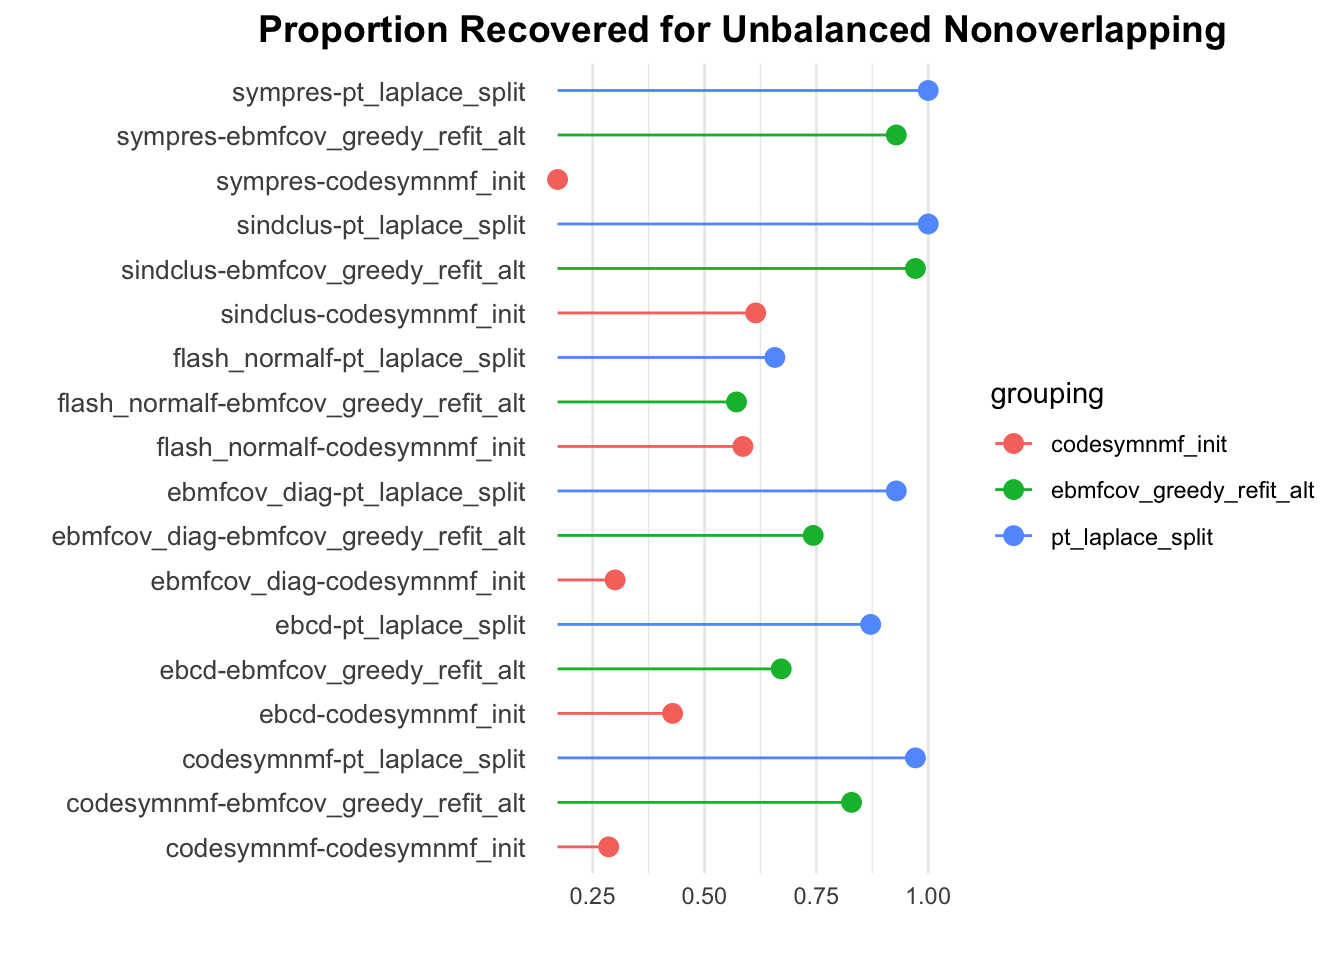 Proportion Recovered for Unbalanced Nonoverlapping
sympres-pt_laplace_split
sympres-ebmfcov_greedy_refit_alt
sympres-codesymnmf_init
sindclus-pt_laplace_split
sindclus-ebmfcov_greedy_refit_alt
sindclus-codesymnmf_init
flash_normalf-pt_laplace_split
flash_normalf-ebmfcov_greedy_refit_alt
flash_normalf-codesymnmf_init
ebmfcov_diag-pt_laplace_split
ebmfcov_diag-ebmfcov_greedy_refit_alt
ebmfcov_diag-codesymnmf_init
ebcd-pt_laplace_split
ebcd-ebmfcov_greedy_refit_alt
ebcd-codesymnmf_init
codesymnmf-pt_laplace_split
codesymnmf-ebmfcov_greedy_refit_alt
codesymnmf-codesymnmf_init
0.25 0.50 0.75 1.00
grouping
codesymnmf_init
ebmfcov_greedy_refit_alt
pt_laplace_split